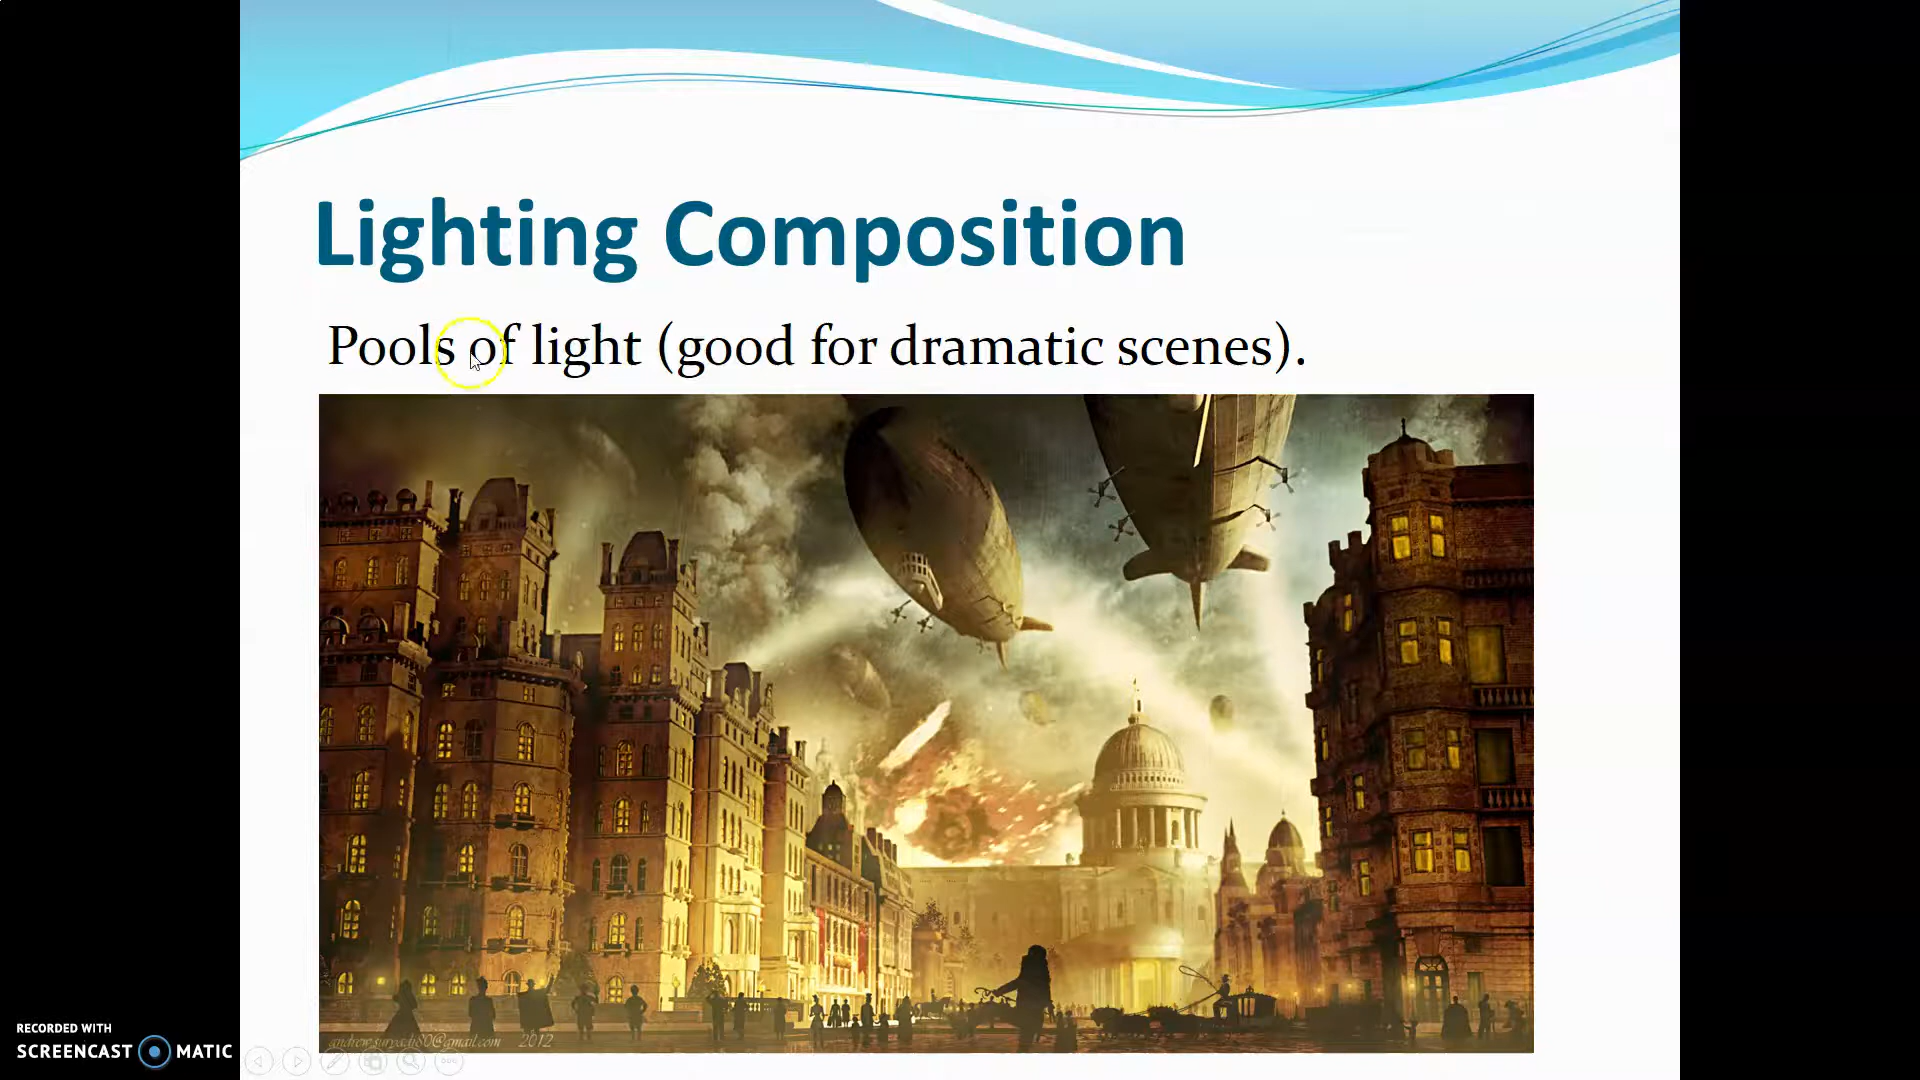 Lighting Composition
Pools of light (good for dramatic scenes).
2012
RECORDED WITH
SCREENCAST MATIC